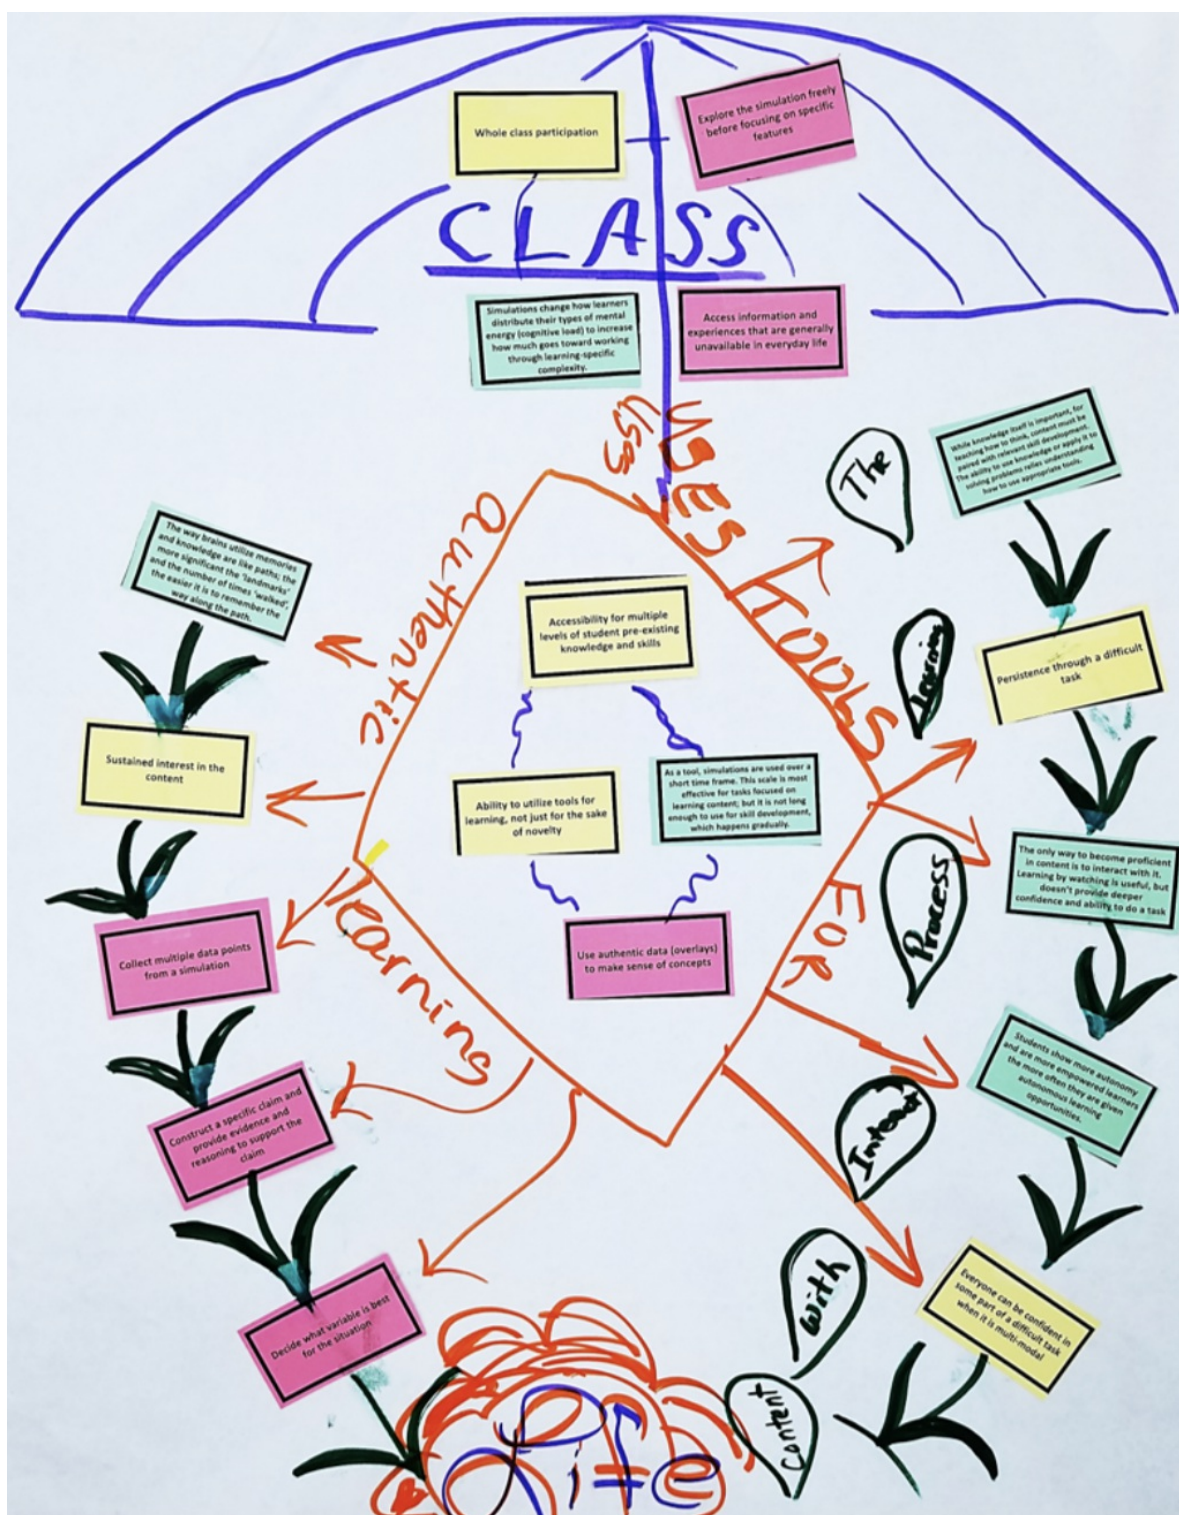 Whole class participation
Explore the simulation freely
before focusing on specific
features
CLASS
Simulations change how learners
distribute their types of mental
energy (cognitive load) to increase
how much goes toward working
through learning-specific
complexity.
Access information and
experiences that are generally
unavailable in everyday life
uses
USES
TOOLS
FOR
authentic
learning
The way brains utilize memories
and knowledge are like paths; the
more significant the 'landmarks'
and the number of times 'walked',
the easier it is to remember the
way along the path.
Sustained interest in the
content
Collect multiple data points
from a simulation
Construct a specific claim and
provide evidence and
reasoning to support the
claim
Decide what variable is best
for the situation
Accessibility for multiple
levels of student pre-existing
knowledge and skills
Ability to utilize tools for
learning, not just for the sake
of novelty
As a tool, simulations are used over a
short time frame. This scale is most
effective for tasks focused on
learning content; but it is not long
enough to use for skill development,
which happens gradually.
Use authentic data (overlays)
to make sense of concepts
The
learning
Process
Interact
with
Content
While knowledge itself is important, for
teaching how to think, content must be
paired with relevant skill development.
The ability to use knowledge or apply it to
solving problems relies understanding
how to use appropriate tools.
Persistence through a difficult
task
The only way to become proficient
in content is to interact with it.
Learning by watching is useful, but
doesn't provide deeper
confidence and ability to do a task
Students show more autonomy
and are more empowered learners
the more often they are given
autonomous learning
opportunities.
Everyone can be confident in
some part of a difficult task
when it is multi-modal
Life